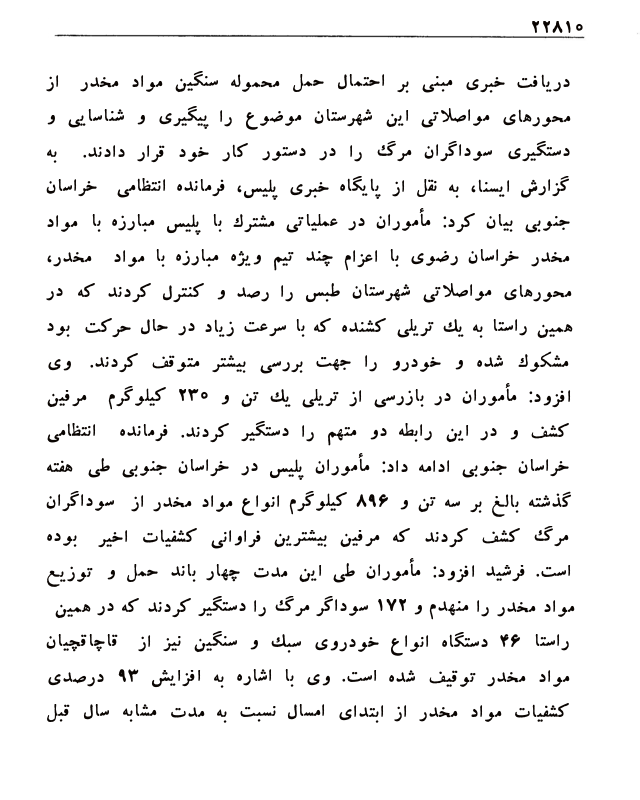 ۲۲۸۱۰
دریافت خبری مبنی بر احتمال حمل محموله سنگین مواد مخدر از
محورهای مواصلاتی این شهرستان موضوع را پیگیری و شناسایی و
دستگیری سوداگران مرگ را در دستور کار خود قرار دادند. به
گزارش ایسنا، به نقل از پایگاه خبری پلیس، فرمانده انتظامی خراسان
جنوبی بیان کرد: مأموران در عملیاتی مشترك با پلیس مبارزه با مواد
مخدر خراسان رضوی با اعزام چند تیم ویژه مبارزه با مواد مخدر،
محورهای مواصلاتی شهرستان طبس را رصد و کنترل کردند که در
همین راستا به یك تریلی کشنده که با سرعت زیاد در حال حرکت بود
مشکوك شده و خودرو را جهت بررسی بیشتر متوقف کردند. وی
افزود: مأموران در بازرسی از تریلی یك تن و ۲۳۰ کیلوگرم مرفین
کشف و در این رابطه دو متهم را دستگیر کردند. فرمانده انتظامی
خراسان جنوبی ادامه داد: مأموران پلیس در خراسان جنوبی طی هفته
گذشته بالغ بر سه تن و ۸۹۶ کیلوگرم انواع مواد مخدر از سوداگران
مرگ کشف کردند که مرفین بیشترین فراوانی کشفیات اخیر بوده
است. فرشید افزود: مأموران طی این مدت چهار باند حمل و توزیع
مواد مخدر را منهدم و ۱۷۲ سوداگر مرگ را دستگیر کردند که در همین
راستا ۴۶ دستگاه انواع خودروی سبك و سنگین نیز از قاچاقچیان
مواد مخدر توقیف شده است. وی با اشاره به افزایش ۹۳ درصدی
کشفیات مواد مخدر از ابتدای امسال نسبت به مدت مشابه سال قبل